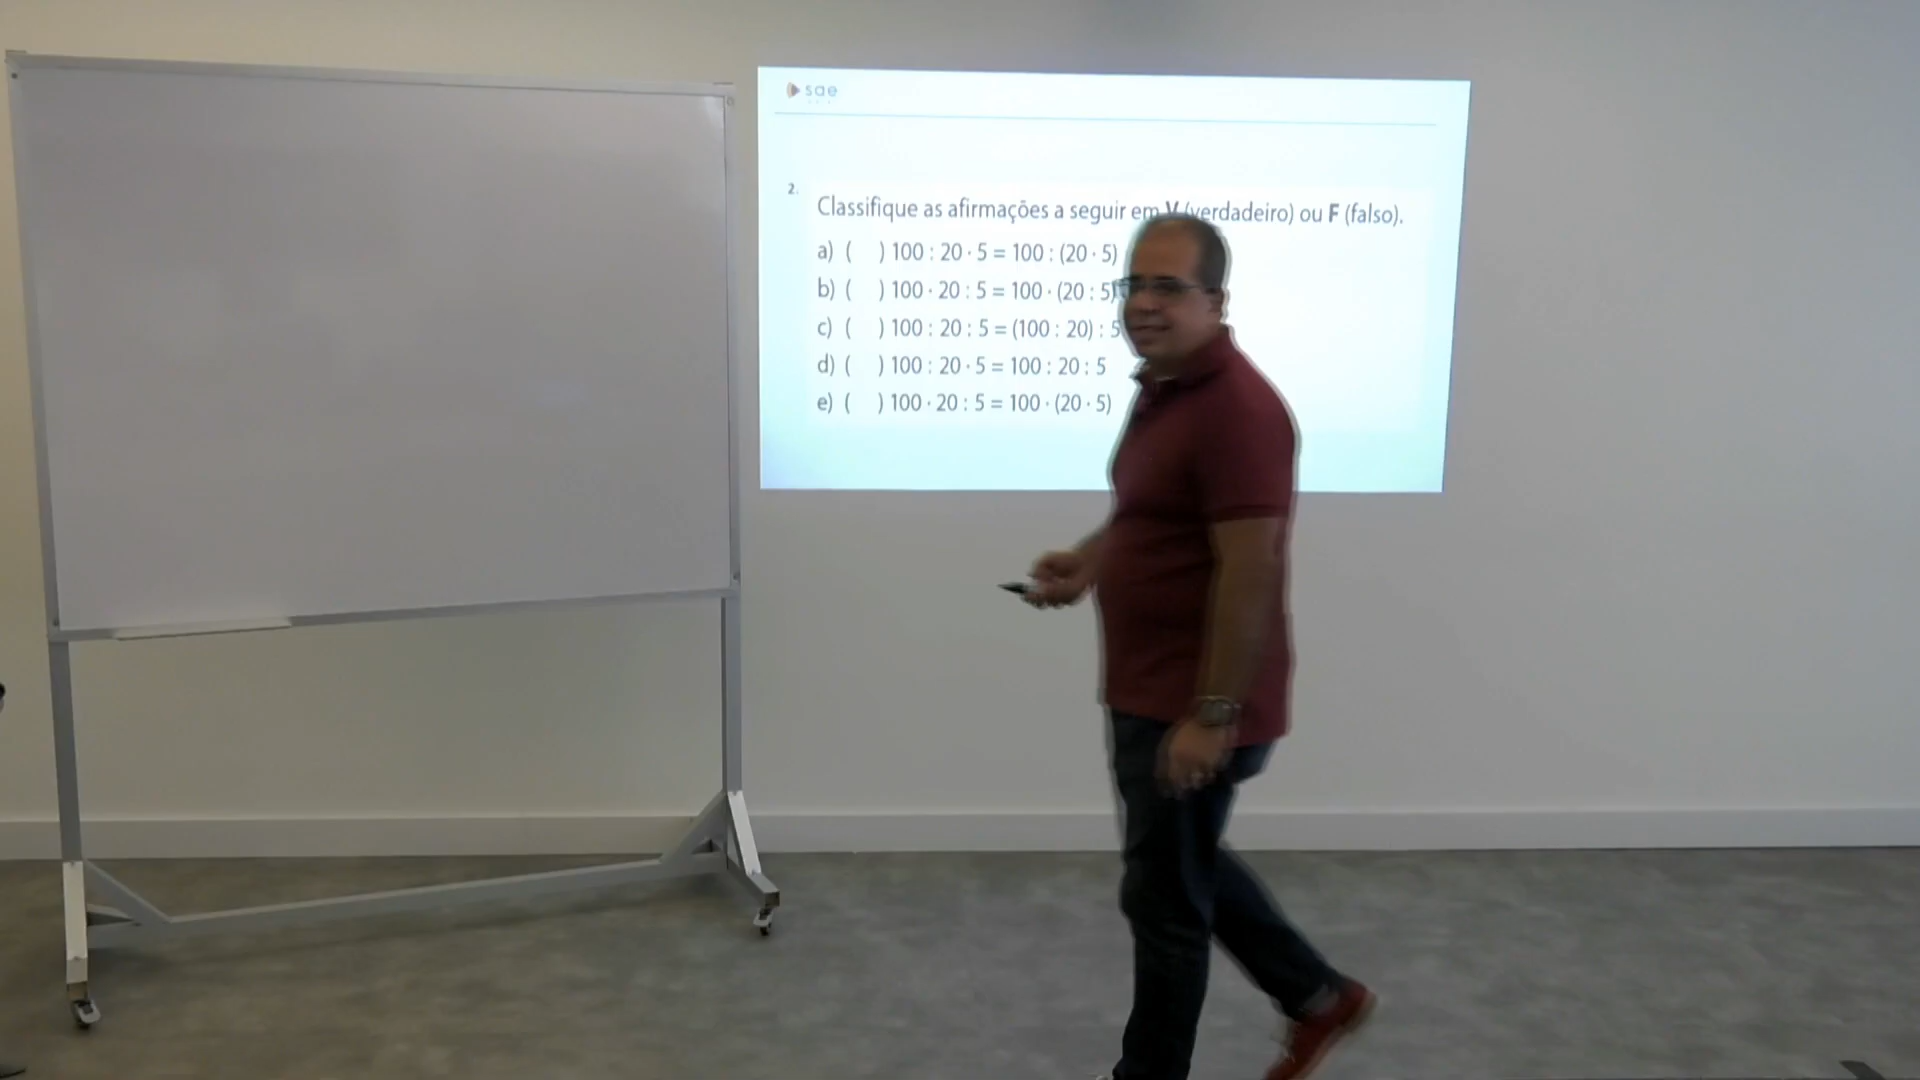 sae
2.
Classifique as afirmações a seguir em V (verdadeiro) ou F (falso).
a) ( ) 100 : 20 · 5 = 100 : (20 · 5)
b) ( ) 100 · 20 : 5 = 100 · (20 : 5)
c) ( ) 100 : 20 : 5 = (100 : 20) : 5
d) ( ) 100 : 20 · 5 = 100 : 20 : 5
e) ( ) 100 · 20 : 5 = 100 · (20 · 5)